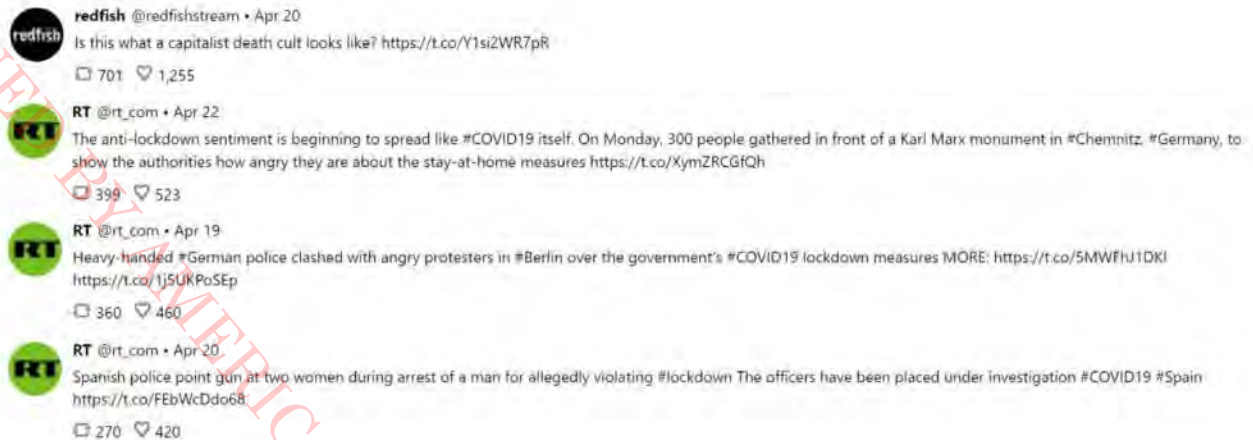 redfish @redfishstream • Apr 20
redfish
Is this what a capitalist death cult looks like? https://t.co/Y1si2WR7pR
701 1,255
RT @rt_com • Apr 22
RT
The anti-lockdown sentiment is beginning to spread like #COVID19 itself. On Monday, 300 people gathered in front of a Karl Marx monument in #Chemnitz, #Germany, to
show the authorities how angry they are about the stay-at-home measures https://t.co/XymZRCGfQh
399 523
RT @rt_com • Apr 19
RT
Heavy-handed #German police clashed with angry protesters in #Berlin over the government's #COVID19 lockdown measures MORE: https://t.co/5MWFhJ1DKl
https://t.co/1j5UKPoSEp
360 460
RT @rt_com • Apr 20
RT
Spanish police point gun at two women during arrest of a man for allegedly violating #lockdown The officers have been placed under investigation #COVID19 #Spain
https://t.co/FEbWcDdo68
270 420
BY AMERIC